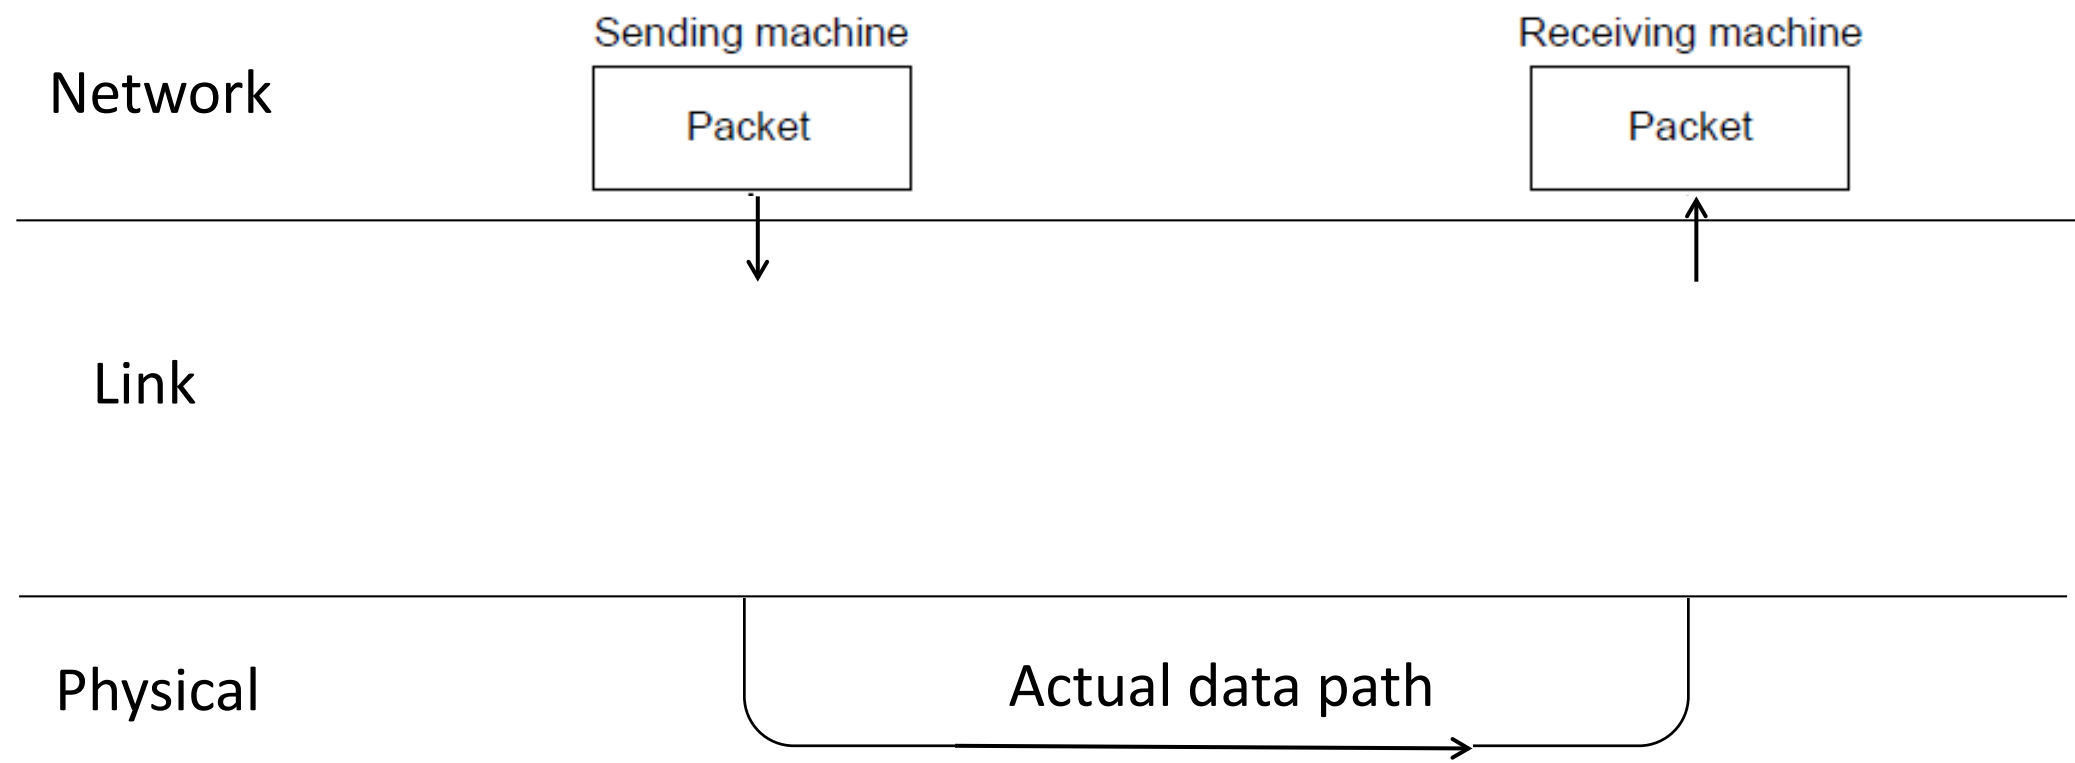 Sending machine
Receiving machine
Network
Packet
Packet
Link
Physical
Actual data path